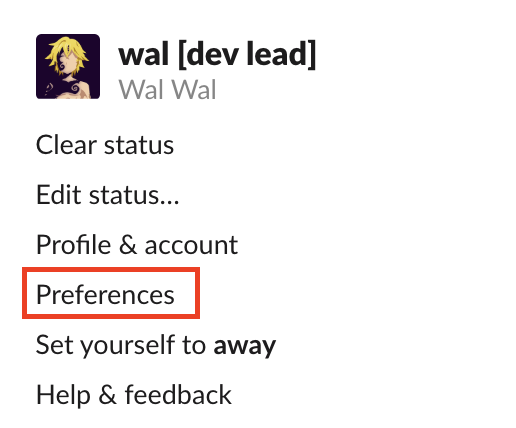 wal [dev lead]
Wal Wal
Clear status
Edit status...
Profile & account
Preferences
Set yourself to away
Help & feedback